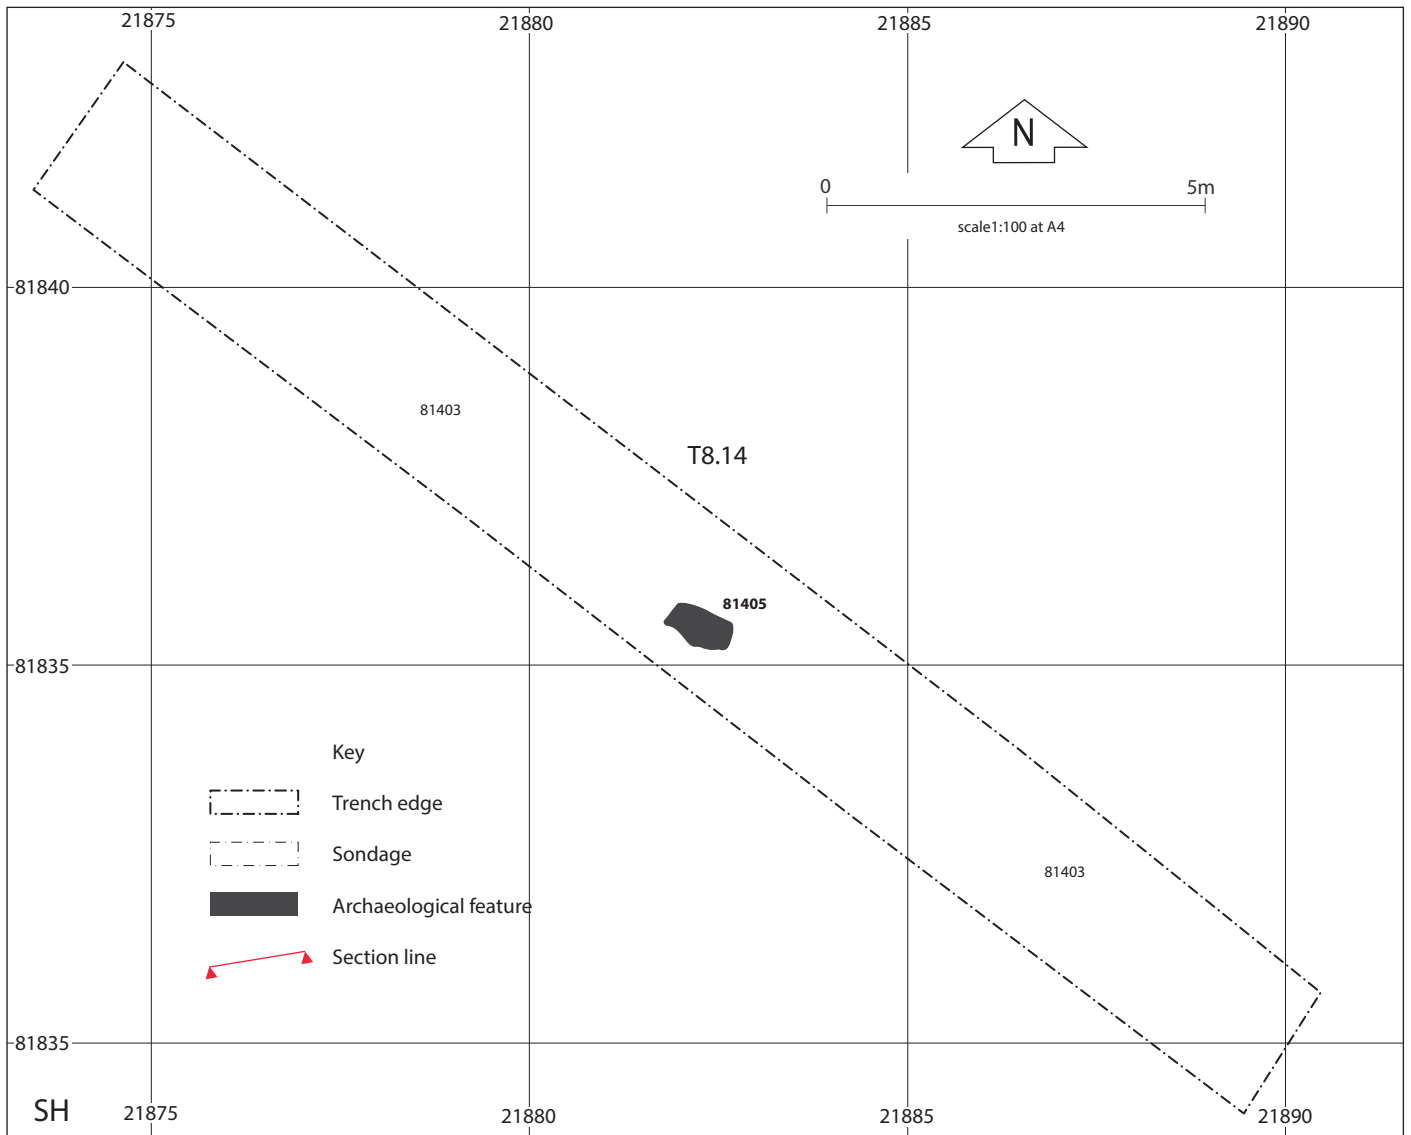 21875 21880 21885 21890
N
0 5m
scale1:100 at A4
81840
81403
T8.14
81405
81835
Key
Trench edge
Sondage
81403
Archaeological feature
Section line
81835
SH
21875 21880 21885 21890